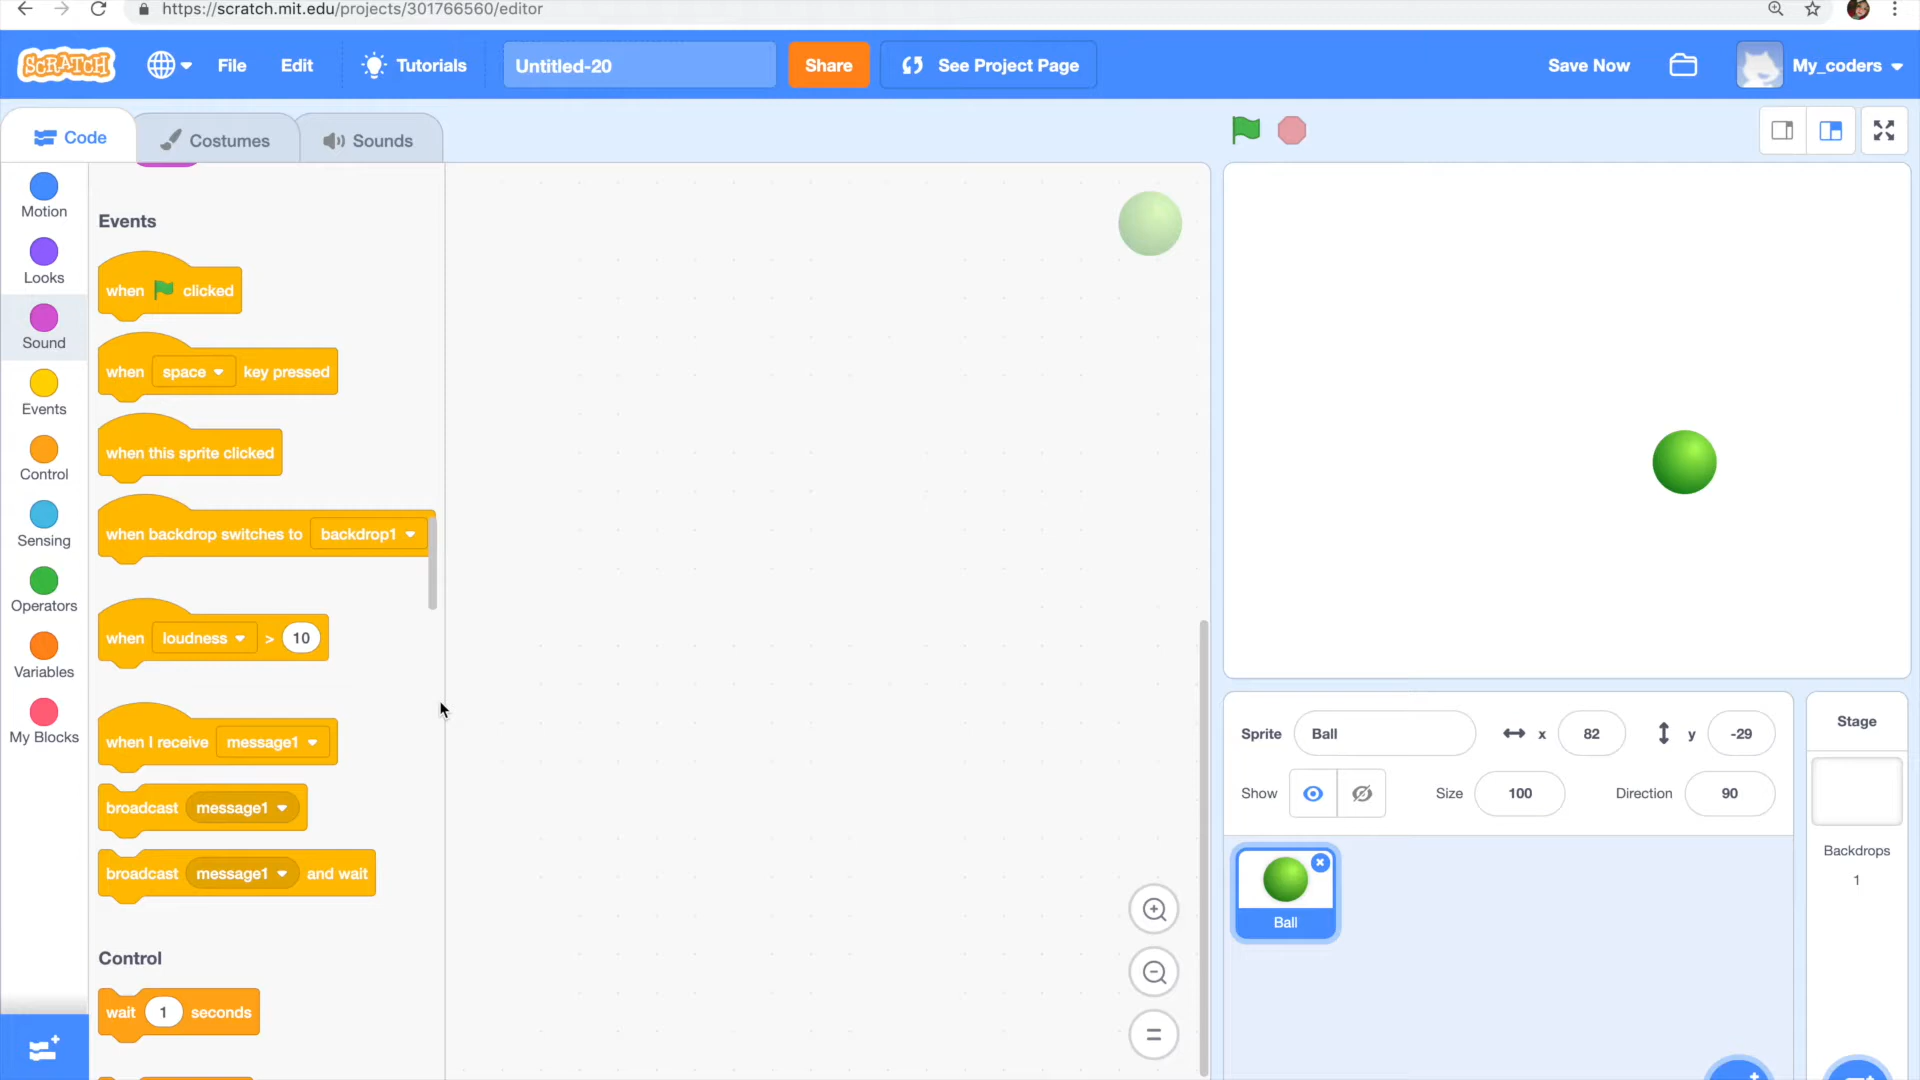 https://scratch.mit.edu/projects/301766560/editor
SCRATCH File Edit Tutorials Untitled-20 Share See Project Page Save Now My_coders
Code Costumes Sounds
Motion
Looks
Sound
Events
Control
Sensing
Operators
Variables
My Blocks
Events
when clicked
when space key pressed
when this sprite clicked
when backdrop switches to backdrop1
when loudness > 10
when I receive message1
broadcast message1
broadcast message1 and wait
Control
wait 1 seconds
Sprite Ball x 82 y -29
Show Size 100 Direction 90
Ball
Stage
Backdrops
1